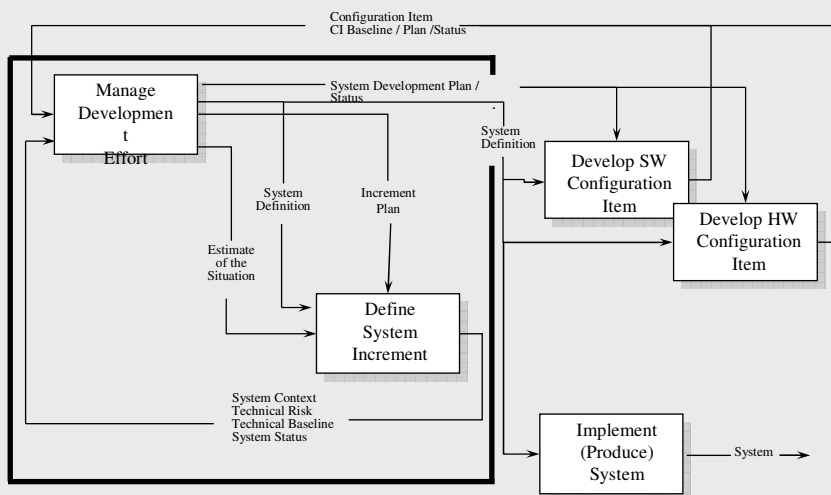 Configuration Item
CI Baseline / Plan /Status
Manage
Developmen
t
Effort
System Development Plan /
Status
System
Definition
Develop SW
Configuration
Item
Develop HW
Configuration
Item
System
Definition
Increment
Plan
Estimate
of the
Situation
Define
System
Increment
System Context
Technical Risk
Technical Baseline
System Status
Implement
(Produce)
System
System